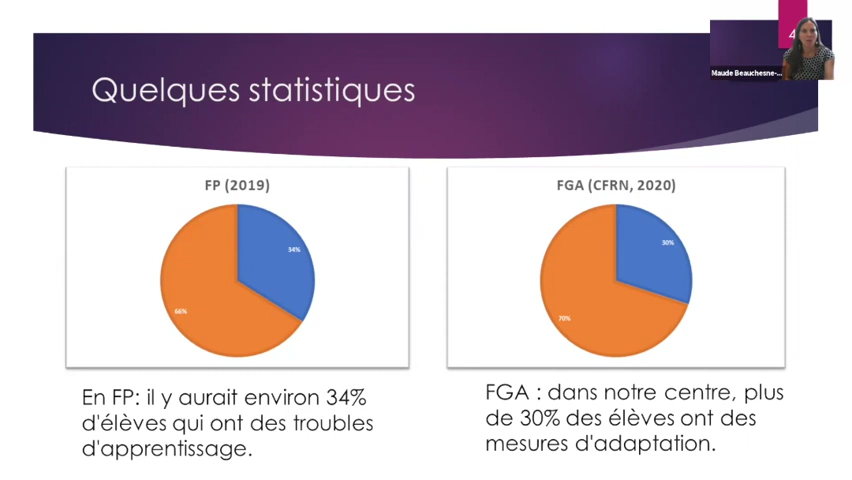 4
Maude Beauchesne-...
Quelques statistiques
FP (2019)
34%
66%
En FP: il y aurait environ 34%
d'élèves qui ont des troubles
d'apprentissage.
FGA (CFRN, 2020)
30%
70%
FGA : dans notre centre, plus
de 30% des élèves ont des
mesures d'adaptation.